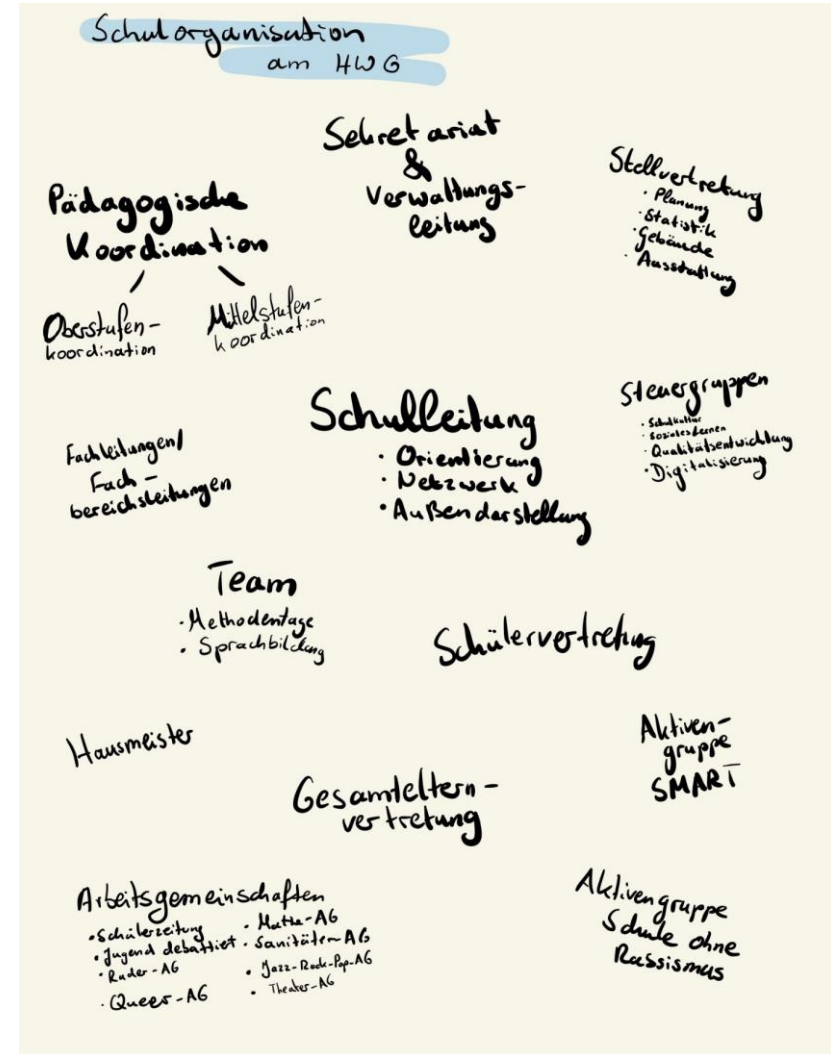 Schulorganisation
am HWG
Sekretariat
&
Verwaltungs-
leitung
Pädagogische
Koordination
Oberstufen-
koordination
Mittelstufen-
koordination
Stellvertretung
· Planung
· Statistik
· Gebäude
· Ausstattung
Schulleitung
· Orientierung
· Netzwerk
· Außendarstellung
Steuergruppen
· Schulkultur
· Soziales Lernen
· Qualitätsentwicklung
· Digitalisierung
Fachleitungen/
Fach-
bereichsleitungen
Team
· Methodentage
· Sprachbildung
Schülervertretung
Hausmeister
Gesamteltern-
vertretung
Aktiven-
gruppe
SMART
Arbeitsgemeinschaften
· Schülerzeitung
· Jugend debattiert
· Ruder-AG
· Queer-AG
· Mathe-AG
· Sanitäter-AG
· Jazz-Rock-Pop-AG
· Theater-AG
Aktivengruppe
Schule ohne
Rassismus